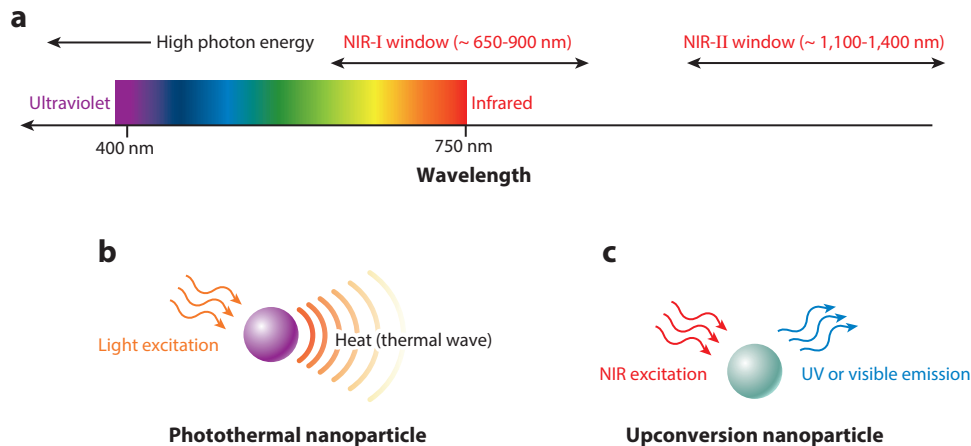 a
High photon energy
NIR-I window (~ 650-900 nm)
NIR-II window (~ 1,100-1,400 nm)
Ultraviolet
Infrared
400 nm
750 nm
Wavelength
b
Light excitation
Heat (thermal wave)
Photothermal nanoparticle
c
NIR excitation
UV or visible emission
Upconversion nanoparticle